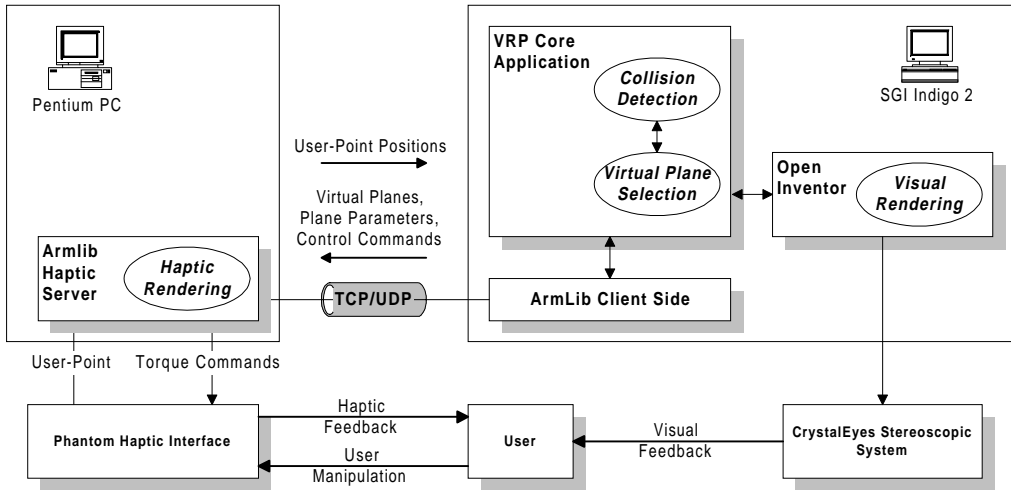 Pentium PC
VRP Core
Application
Collision
Detection
Virtual Plane
Selection
SGI Indigo 2
Open
Inventor
Visual
Rendering
User-Point Positions
Virtual Planes,
Plane Parameters,
Control Commands
Armlib
Haptic
Server
Haptic
Rendering
TCP/UDP
ArmLib Client Side
User-Point
Torque Commands
Phantom Haptic Interface
Haptic
Feedback
User
Manipulation
User
Visual
Feedback
CrystalEyes Stereoscopic
System